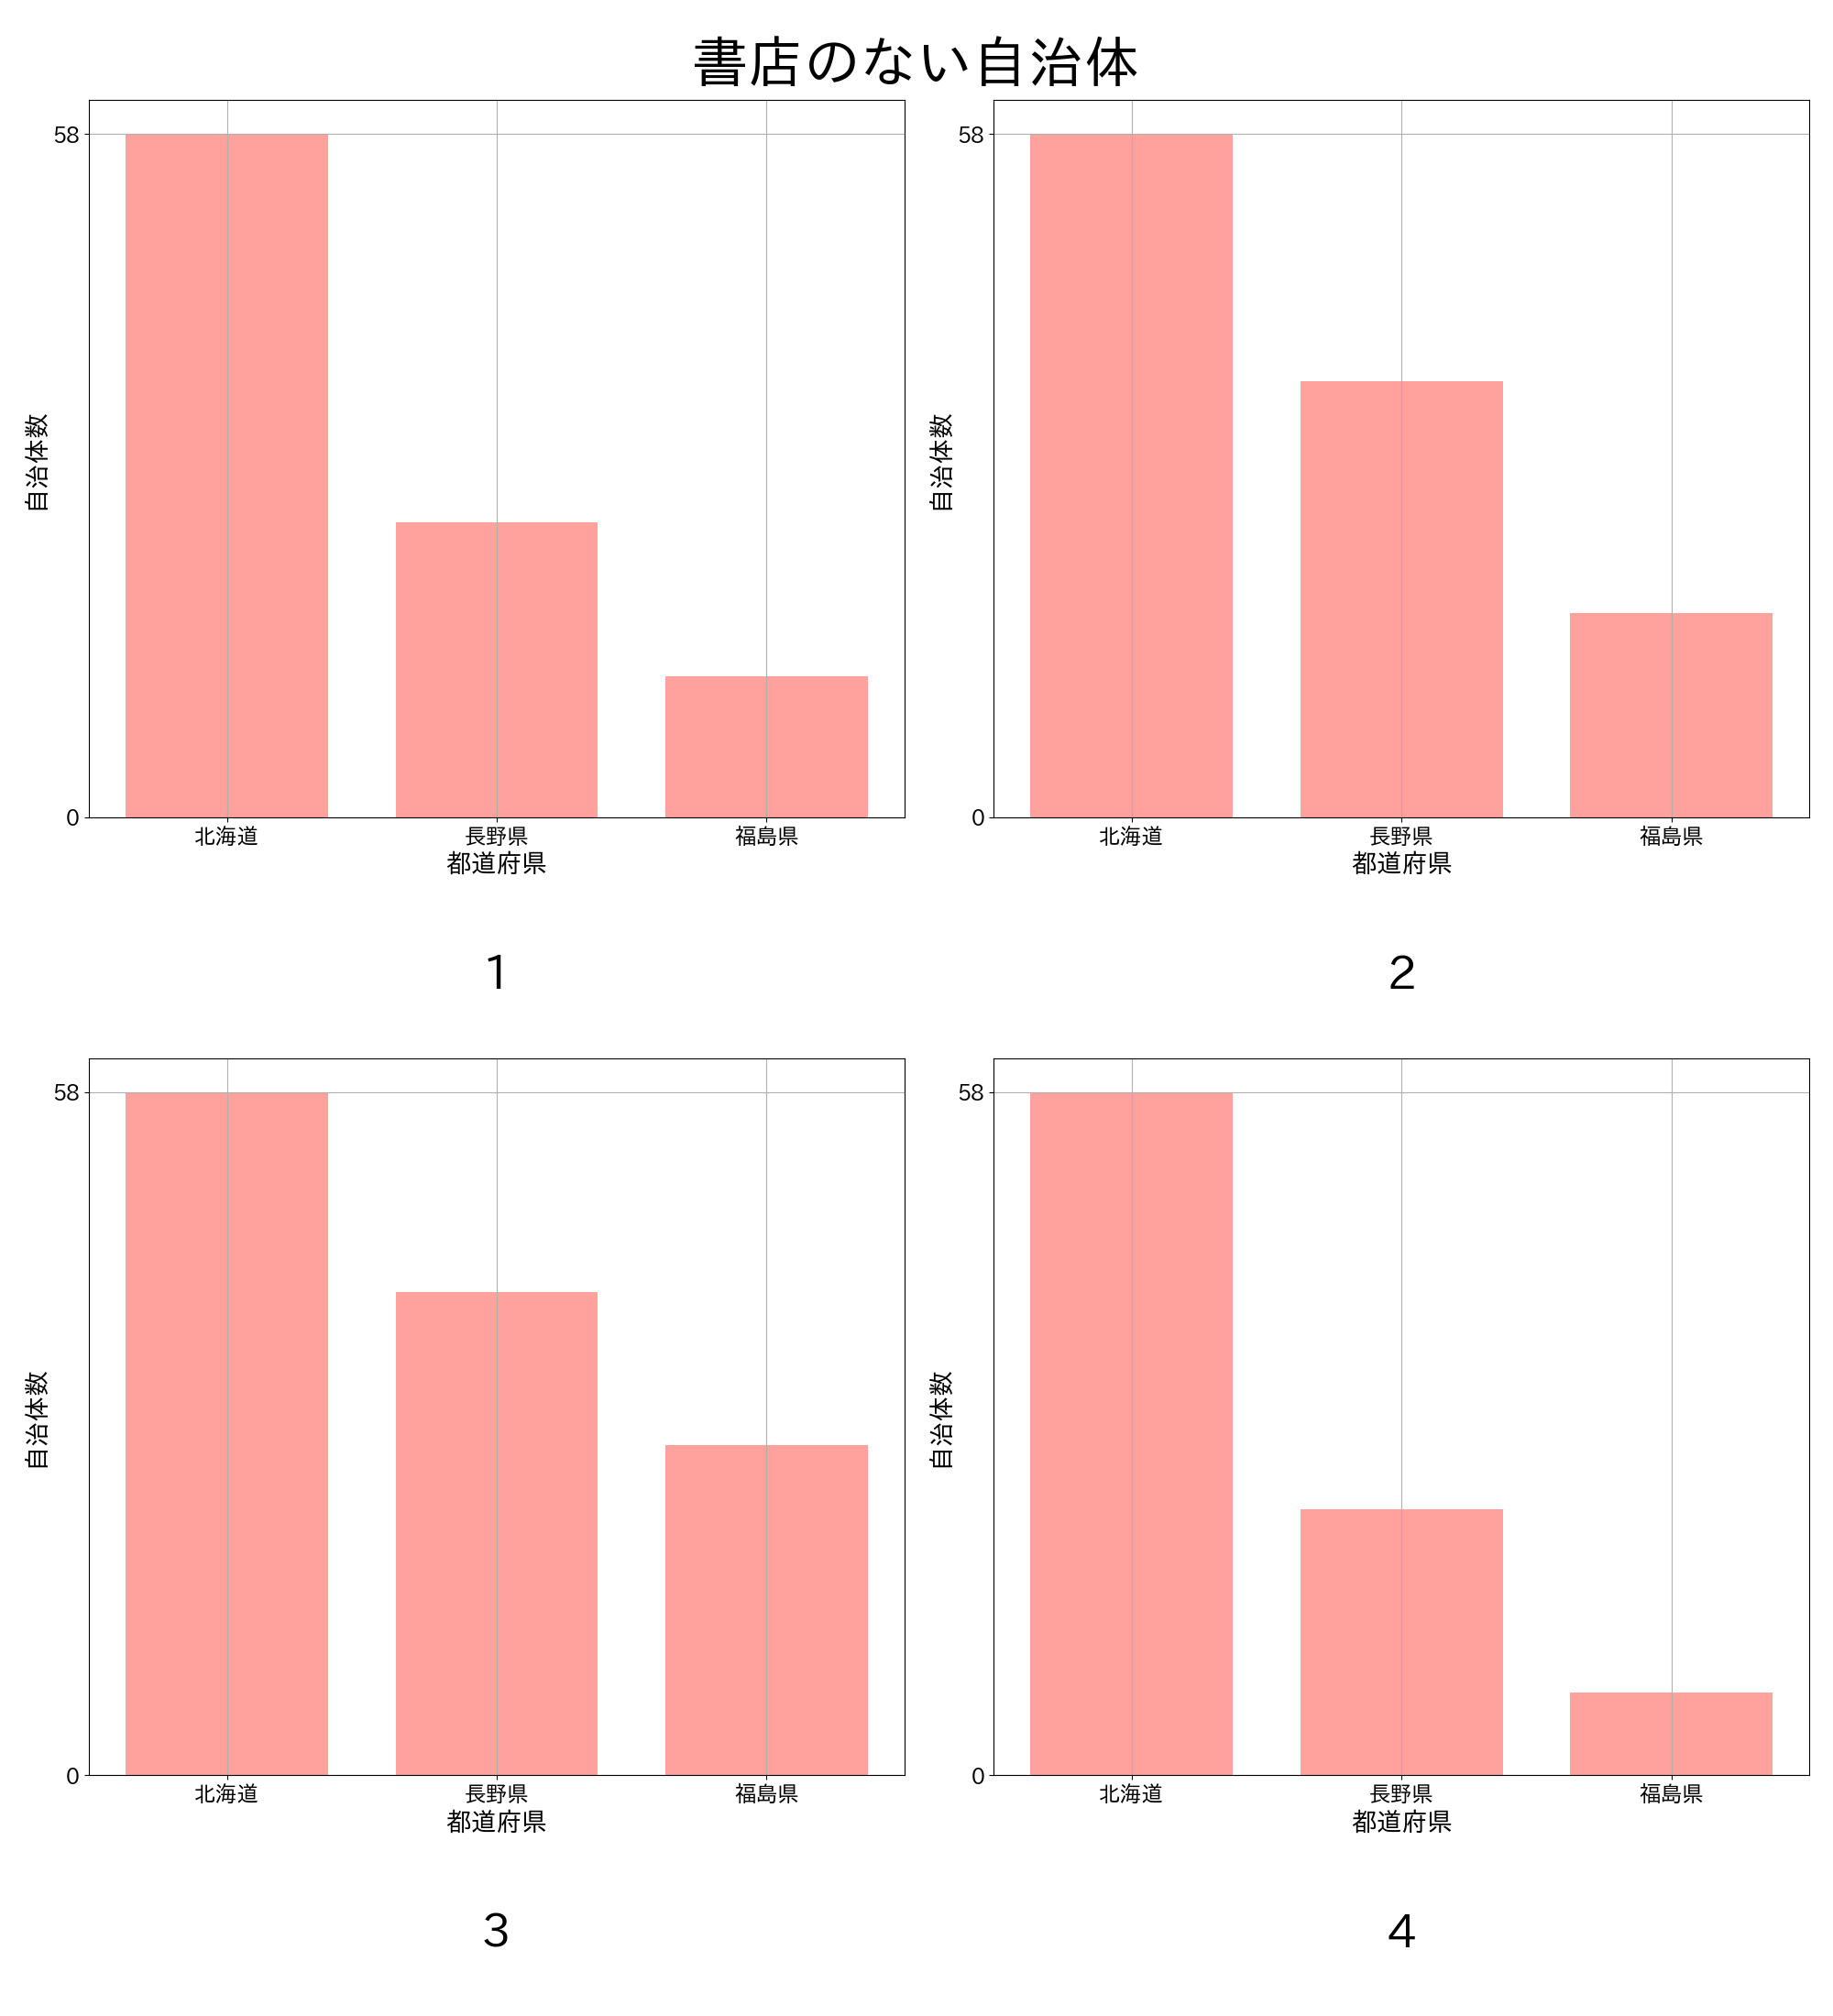 書店のない自治体
58
0
自治体数
北海道 長野県 福島県
都道府県
1
58
0
自治体数
北海道 長野県 福島県
都道府県
2
58
0
自治体数
北海道 長野県 福島県
都道府県
3
58
0
自治体数
北海道 長野県 福島県
都道府県
4